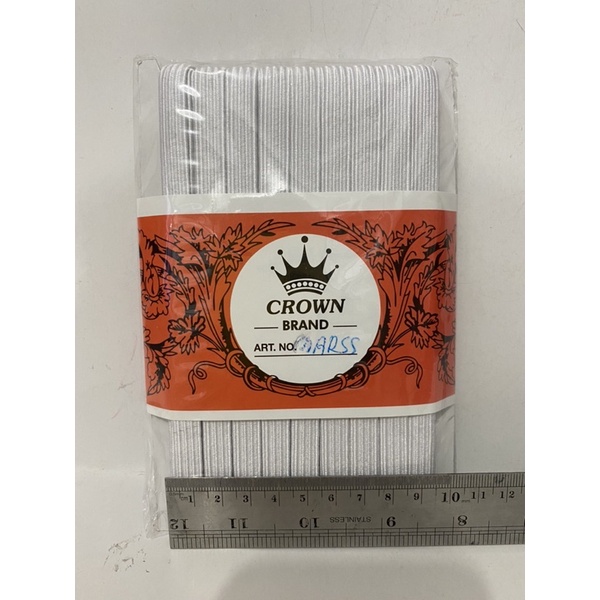 CROWN
BRAND
ART. NO.
1 2 3 4 5 6 7 8 9 10 11 12
12 11 10 STAINLESS 9 8